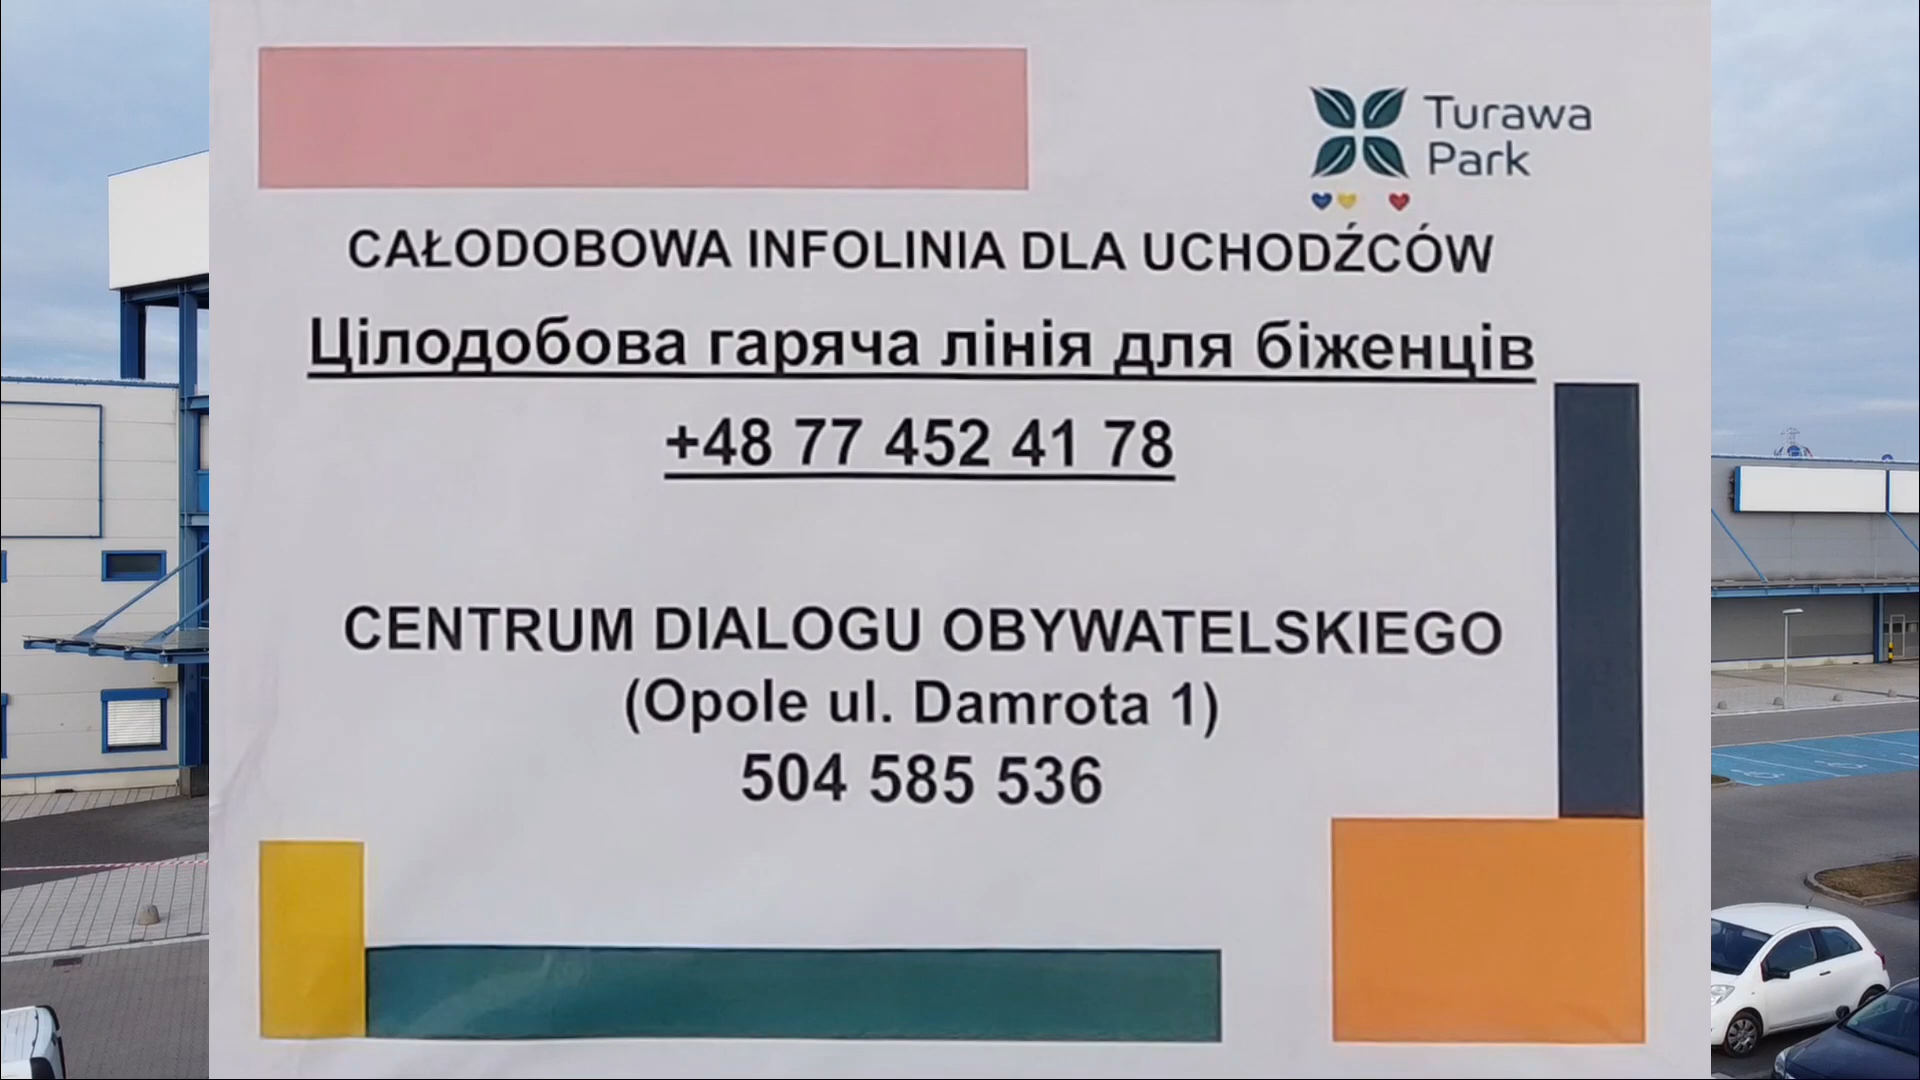 Turawa
Park
CAŁODOBOWA INFOLINIA DLA UCHODŹCÓW
Цілодобова гаряча лінія для біженців
+48 77 452 41 78
CENTRUM DIALOGU OBYWATELSKIEGO
(Opole ul. Damrota 1)
504 585 536